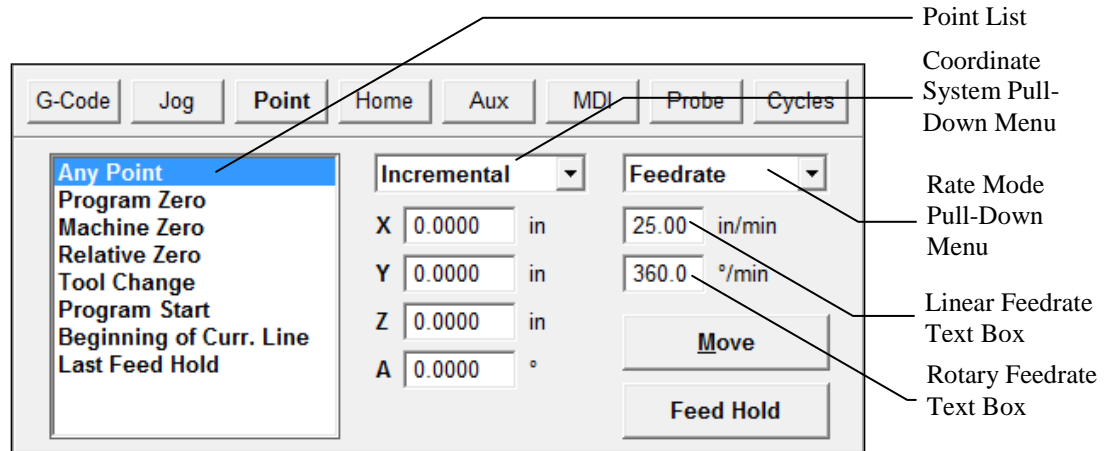 Point List
Coordinate
System Pull-
Down Menu
G-Code Jog Point Home Aux MDI Probe Cycles
Any Point
Program Zero
Machine Zero
Relative Zero
Tool Change
Program Start
Beginning of Curr. Line
Last Feed Hold
Incremental
X 0.0000 in
Y 0.0000 in
Z 0.0000 in
A 0.0000 °
Feedrate
25.00 in/min
360.0 °/min
Move
Feed Hold
Rate Mode
Pull-Down
Menu
Linear Feedrate
Text Box
Rotary Feedrate
Text Box